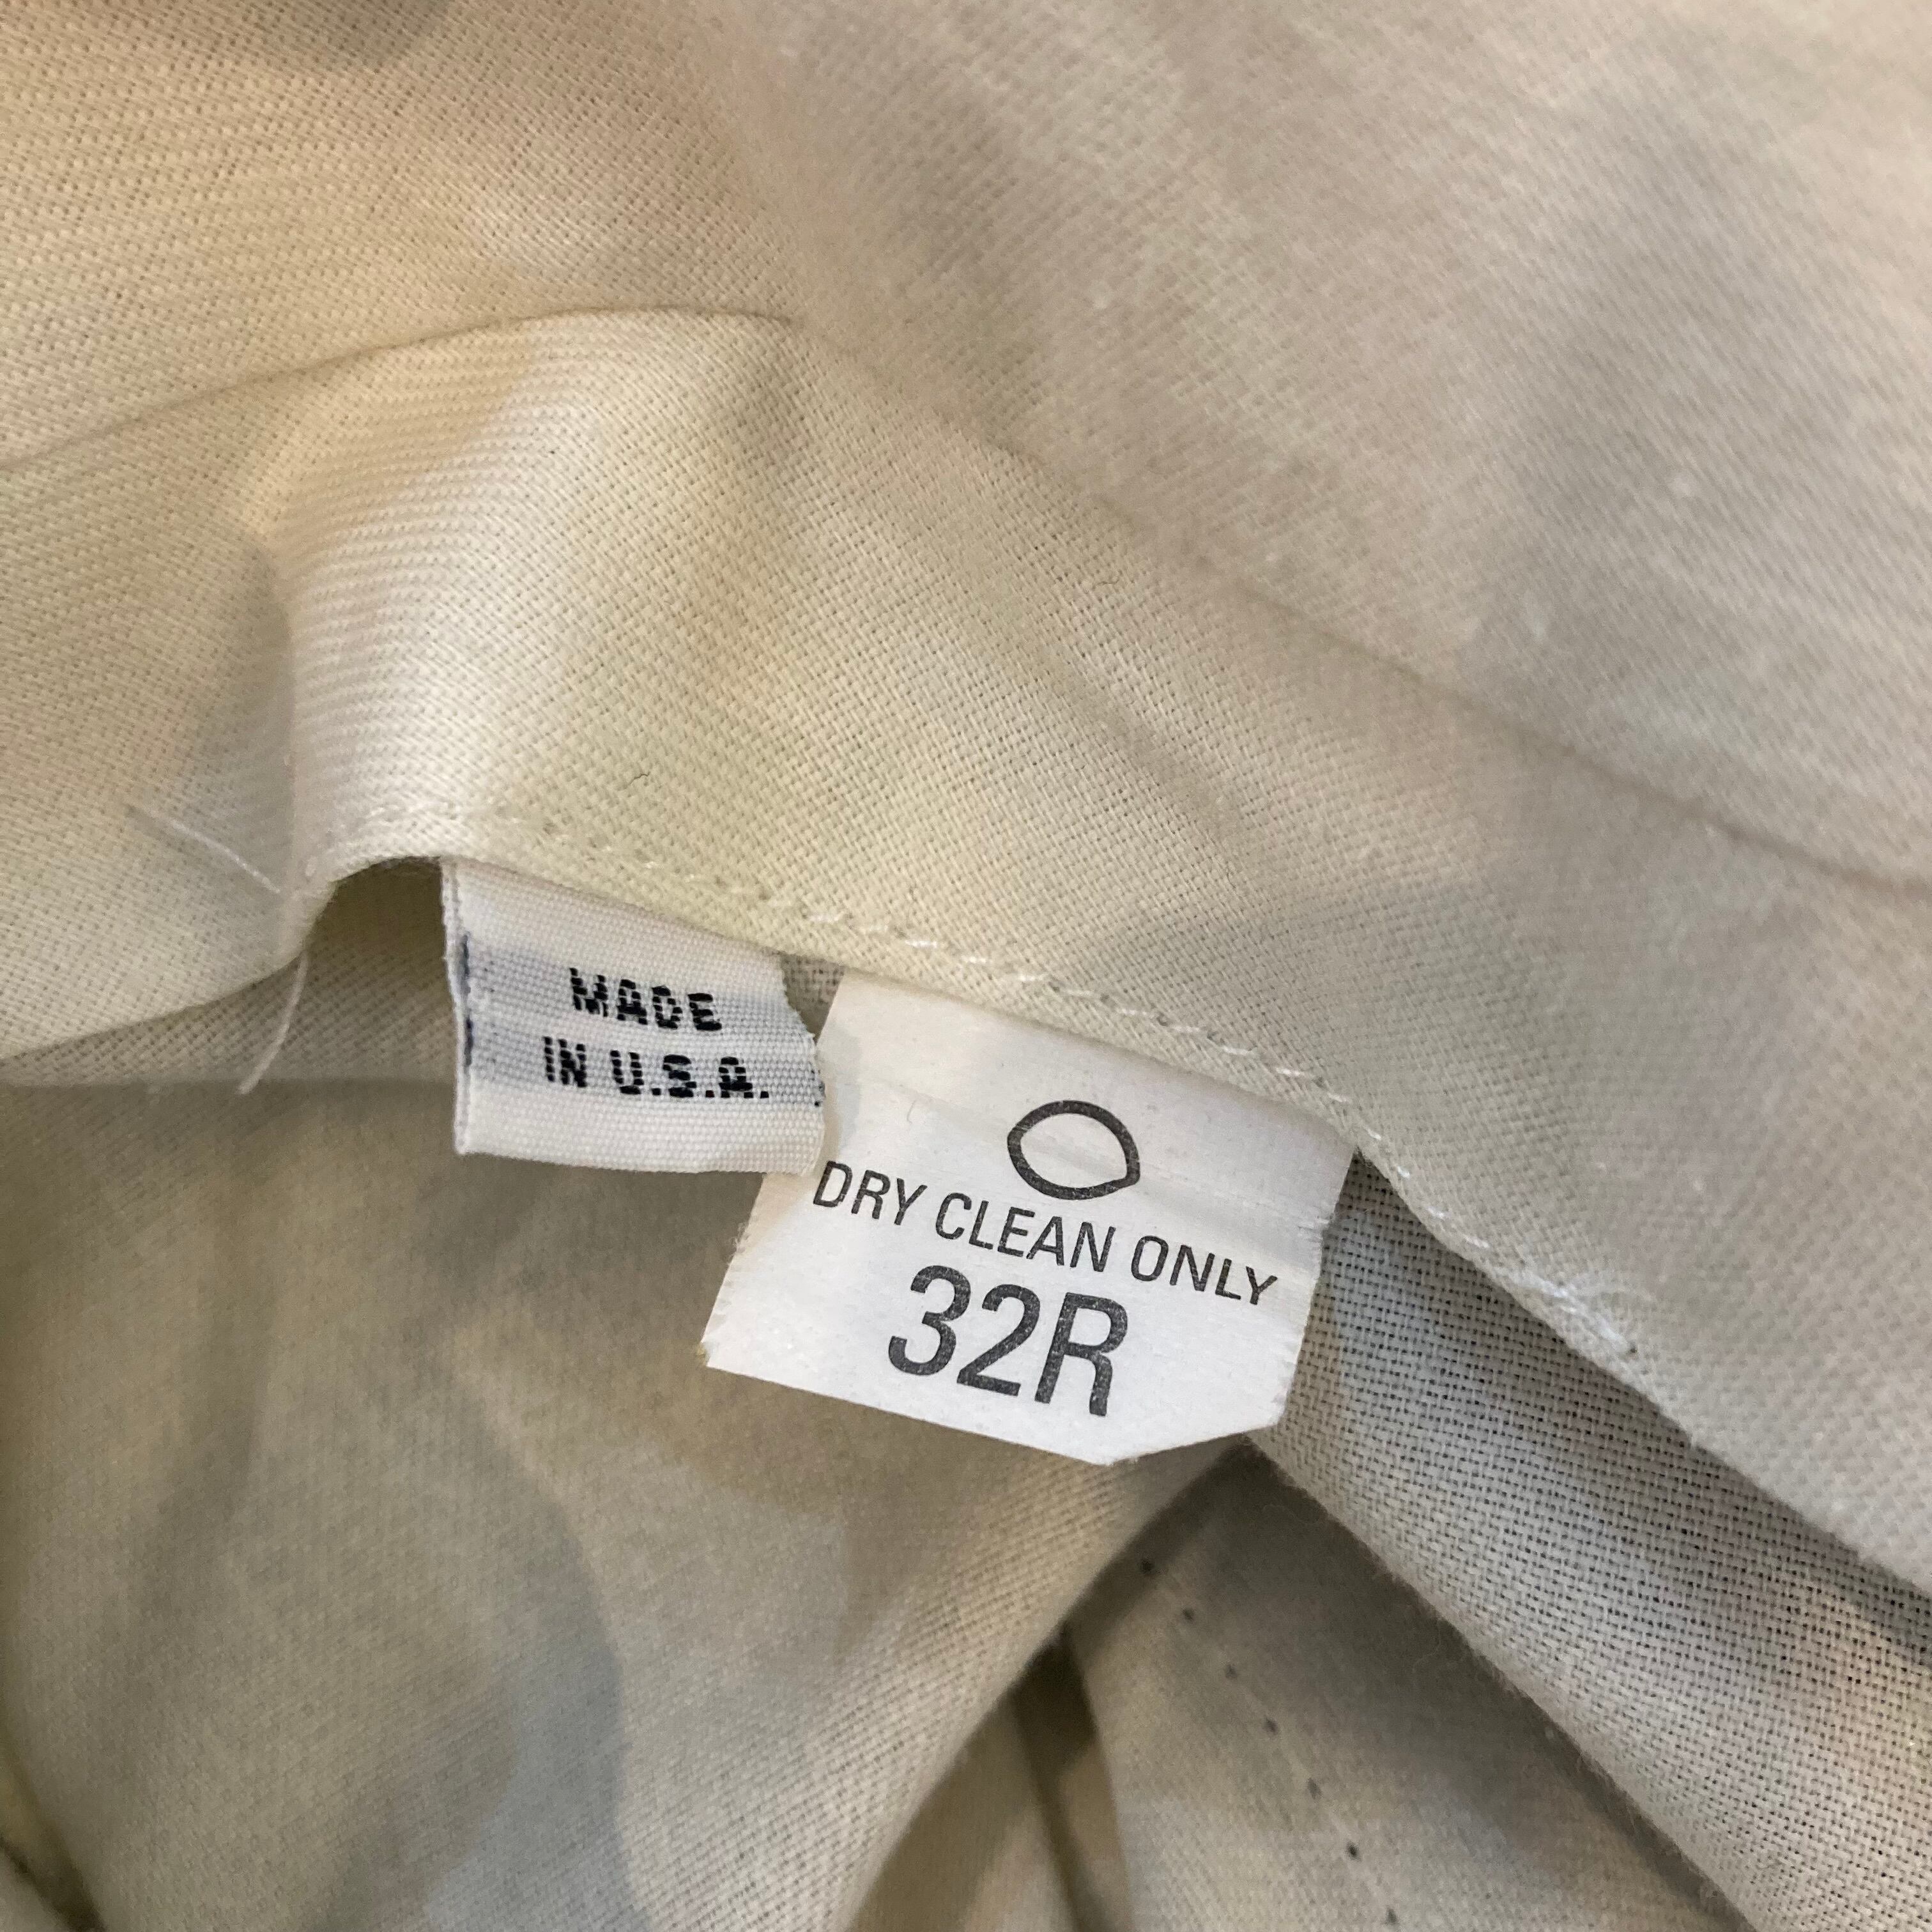 MADE
IN U.S.A.
DRY CLEAN ONLY
32R